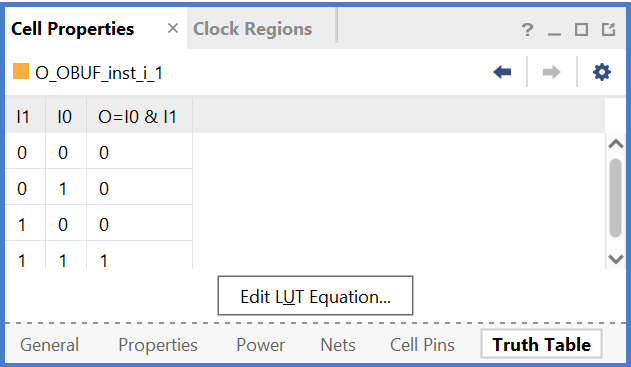 Cell Properties × Clock Regions ?
O_OBUF_inst_i_1
I1 I0 O=I0 & I1
0 0 0
0 1 0
1 0 0
1 1 1
Edit LUT Equation...
General Properties Power Nets Cell Pins Truth Table